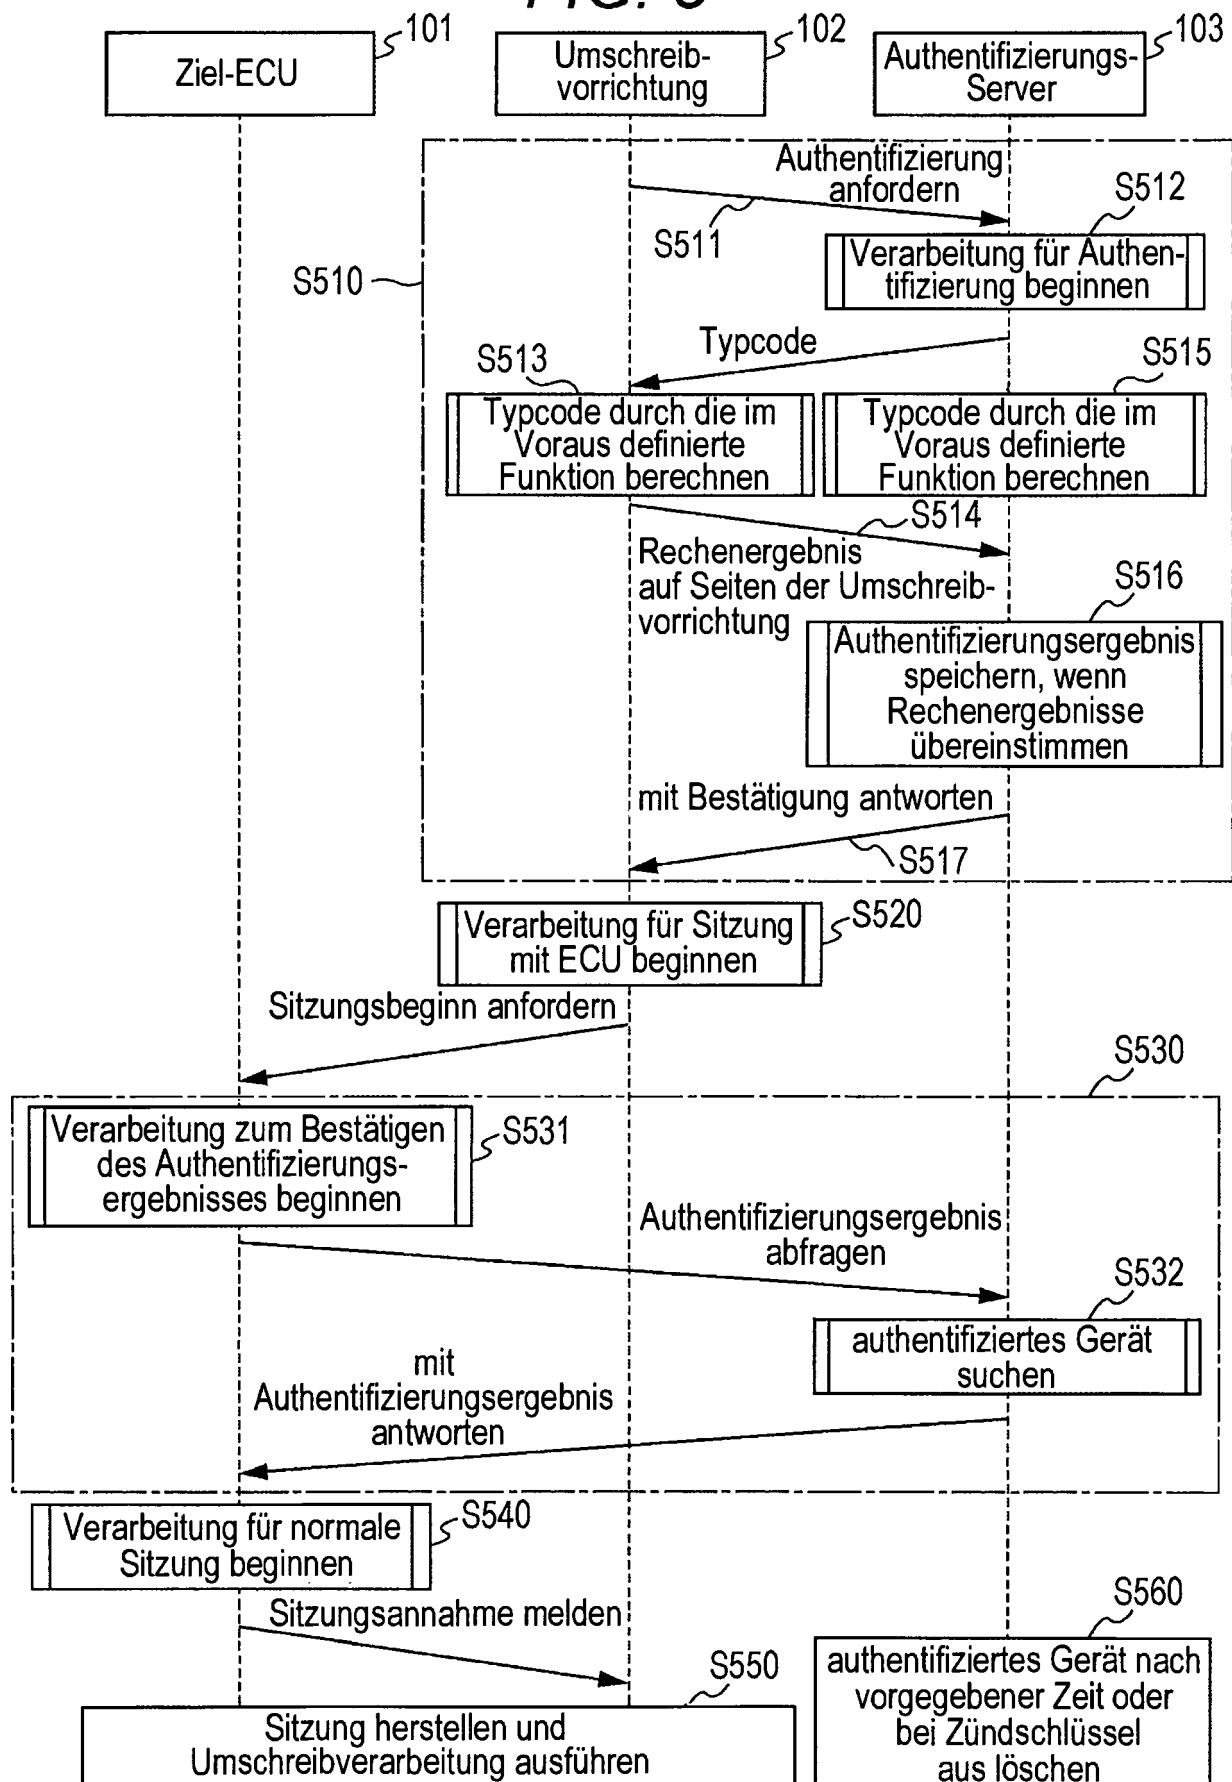 101
102
103
Ziel-ECU
Umschreib-
vorrichtung
Authentifizierungs-
Server
Authentifizierung
anfordern
S512
S511
Verarbeitung für Authen-
tifizierung beginnen
S510
Typcode
S513
S515
Typcode durch die im
Voraus definierte
Funktion berechnen
Typcode durch die im
Voraus definierte
Funktion berechnen
S514
Rechenergebnis
auf Seiten der Umschreib-
vorrichtung
S516
Authentifizierungsergebnis
speichern, wenn
Rechenergebnisse
übereinstimmen
mit Bestätigung antworten
S517
Verarbeitung für Sitzung
mit ECU beginnen
S520
Sitzungsbeginn anfordern
S530
Verarbeitung zum Bestätigen
des Authentifizierungs-
ergebnisses beginnen
S531
Authentifizierungsergebnis
abfragen
S532
authentifiziertes Gerät
suchen
mit
Authentifizierungsergebnis
antworten
Verarbeitung für normale
Sitzung beginnen
S540
Sitzungsannahme melden
S560
S550
authentifiziertes Gerät nach
vorgegebener Zeit oder
bei Zündschlüssel
aus löschen
Sitzung herstellen und
Umschreibverarbeitung ausführen